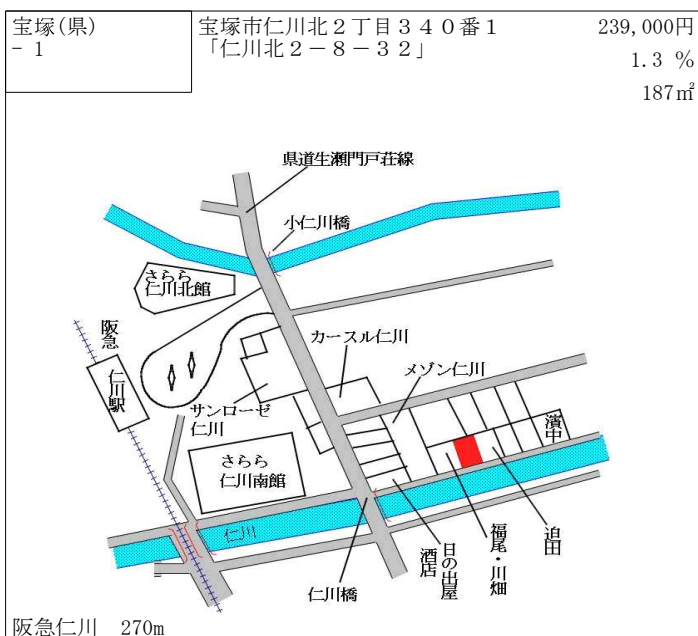 宝塚(県)
- 1
宝塚市仁川北２丁目３４０番１
「仁川北２－８－３２」
239,000円
1.3 %
187㎡
県道生瀬門戸荘線
小仁川橋
さらら
仁川北館
阪急
仁川駅
カースル仁川
メゾン仁川
サンローゼ
仁川
さらら
仁川南館
濱中
仁川
仁川橋
日の出屋
酒店
福尾・川畑
迫田
阪急仁川　270m